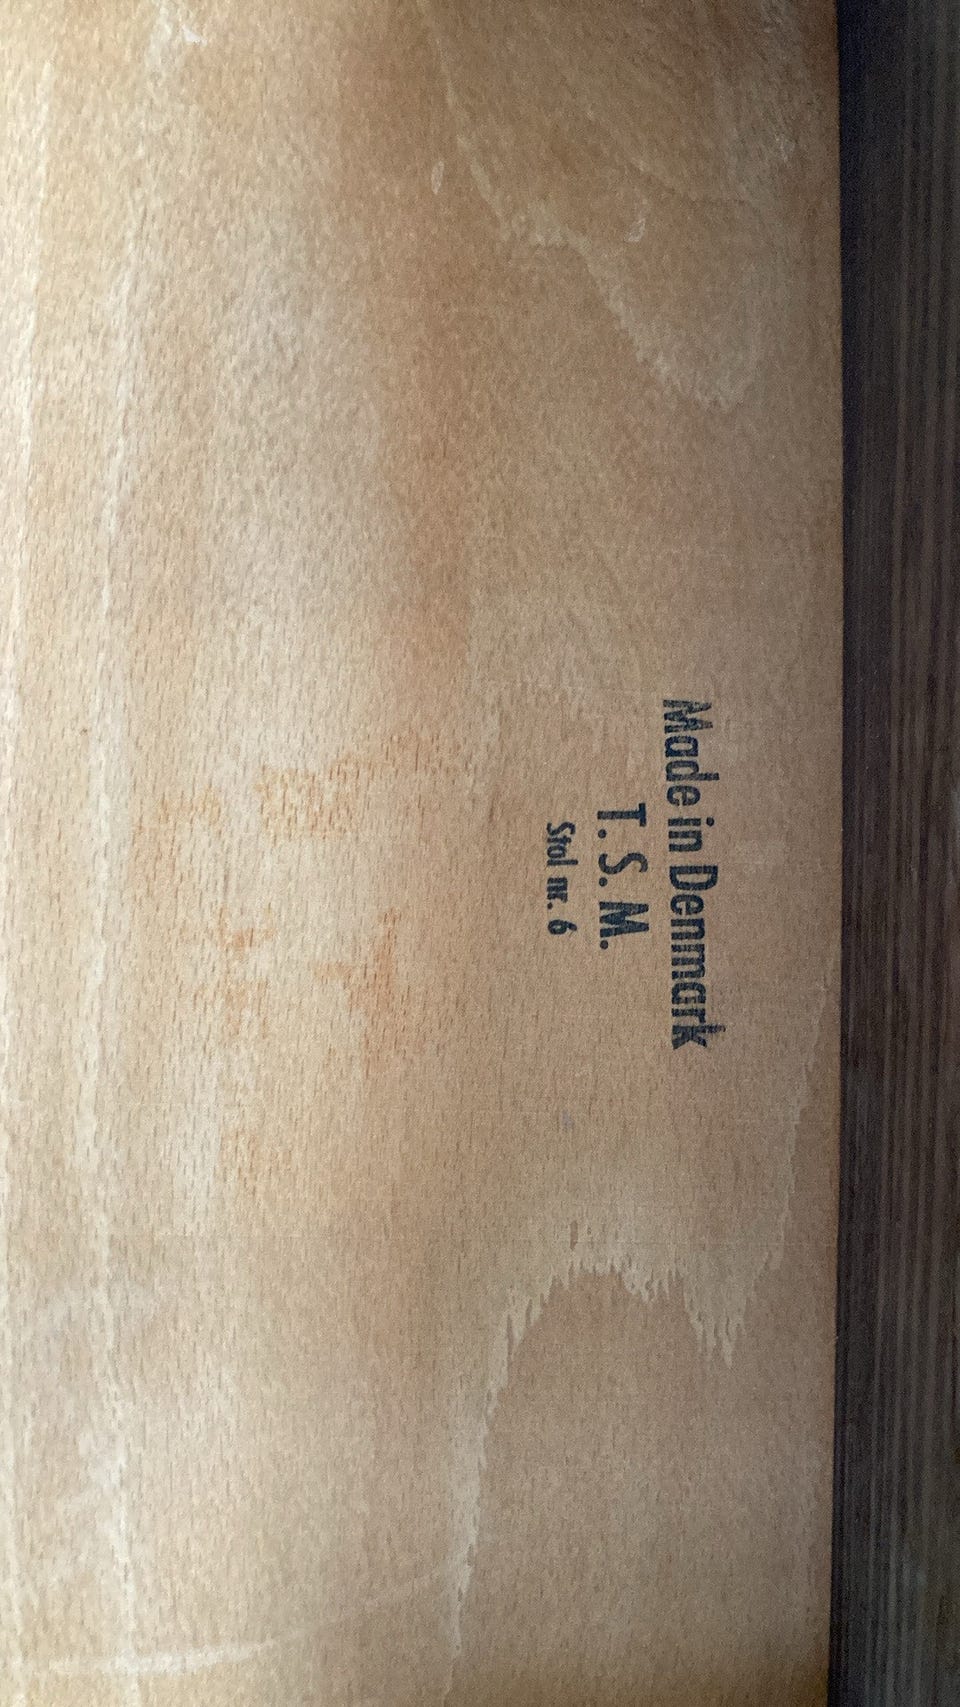 Made in Denmark
T. S. M.
Stol nr. 6